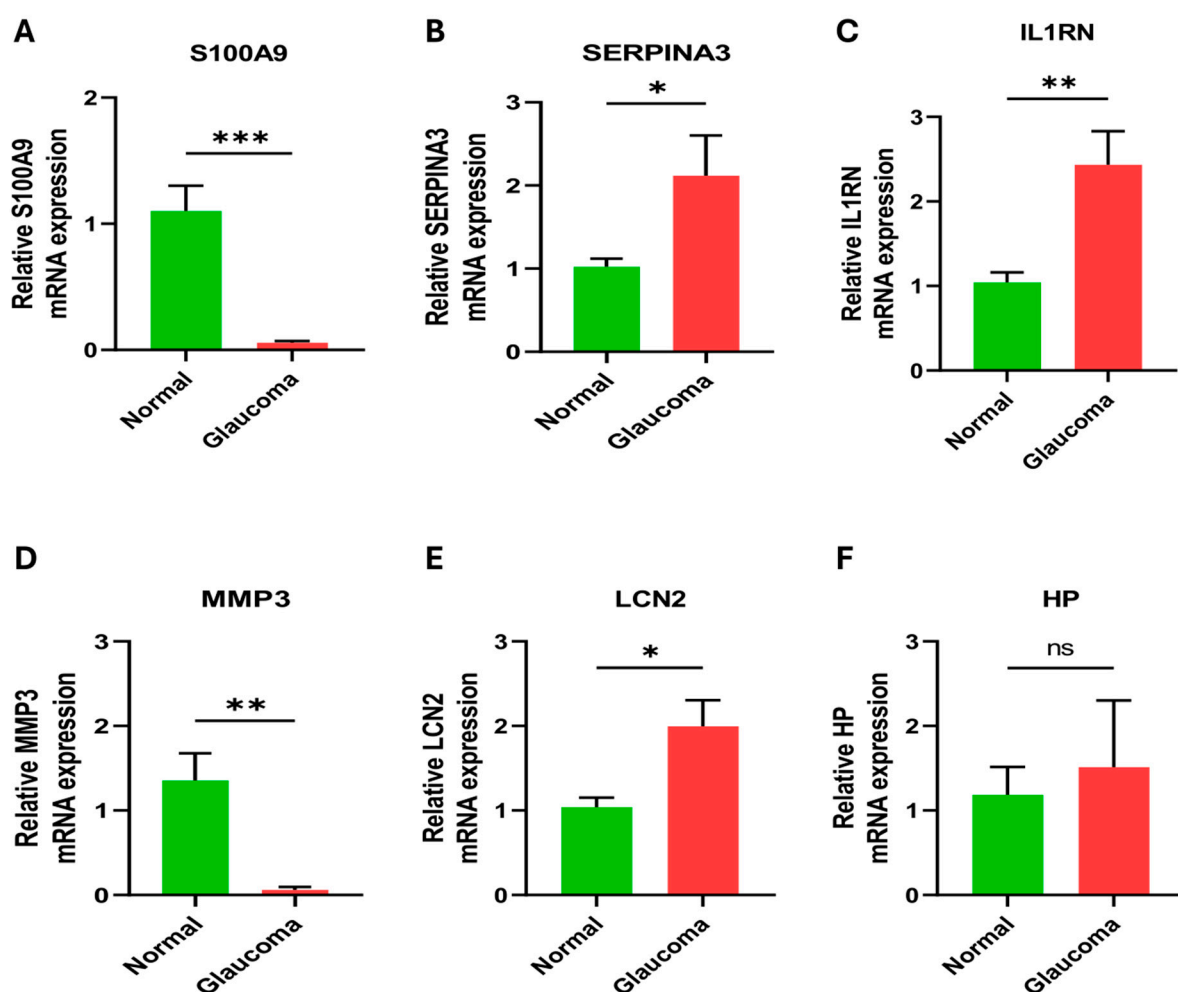 A
S100A9
Relative S100A9
mRNA expression
2
1
0
***
Normal
Glaucoma
B
SERPINA3
Relative SERPINA3
mRNA expression
3
2
1
0
*
Normal
Glaucoma
C
IL1RN
Relative IL1RN
mRNA expression
3
2
1
0
**
Normal
Glaucoma
D
MMP3
Relative MMP3
mRNA expression
3
2
1
0
**
Normal
Glaucoma
E
LCN2
Relative LCN2
mRNA expression
3
2
1
0
*
Normal
Glaucoma
F
HP
Relative HP
mRNA expression
3
2
1
0
ns
Normal
Glaucoma